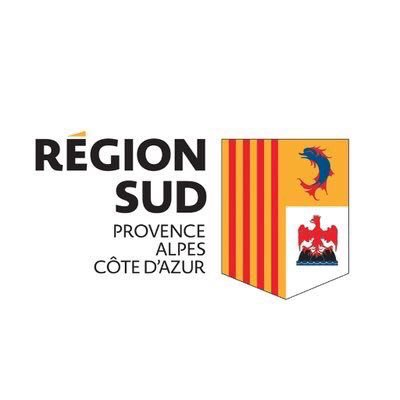 RÉGION
SUD
PROVENCE
ALPES
CÔTE D'AZUR